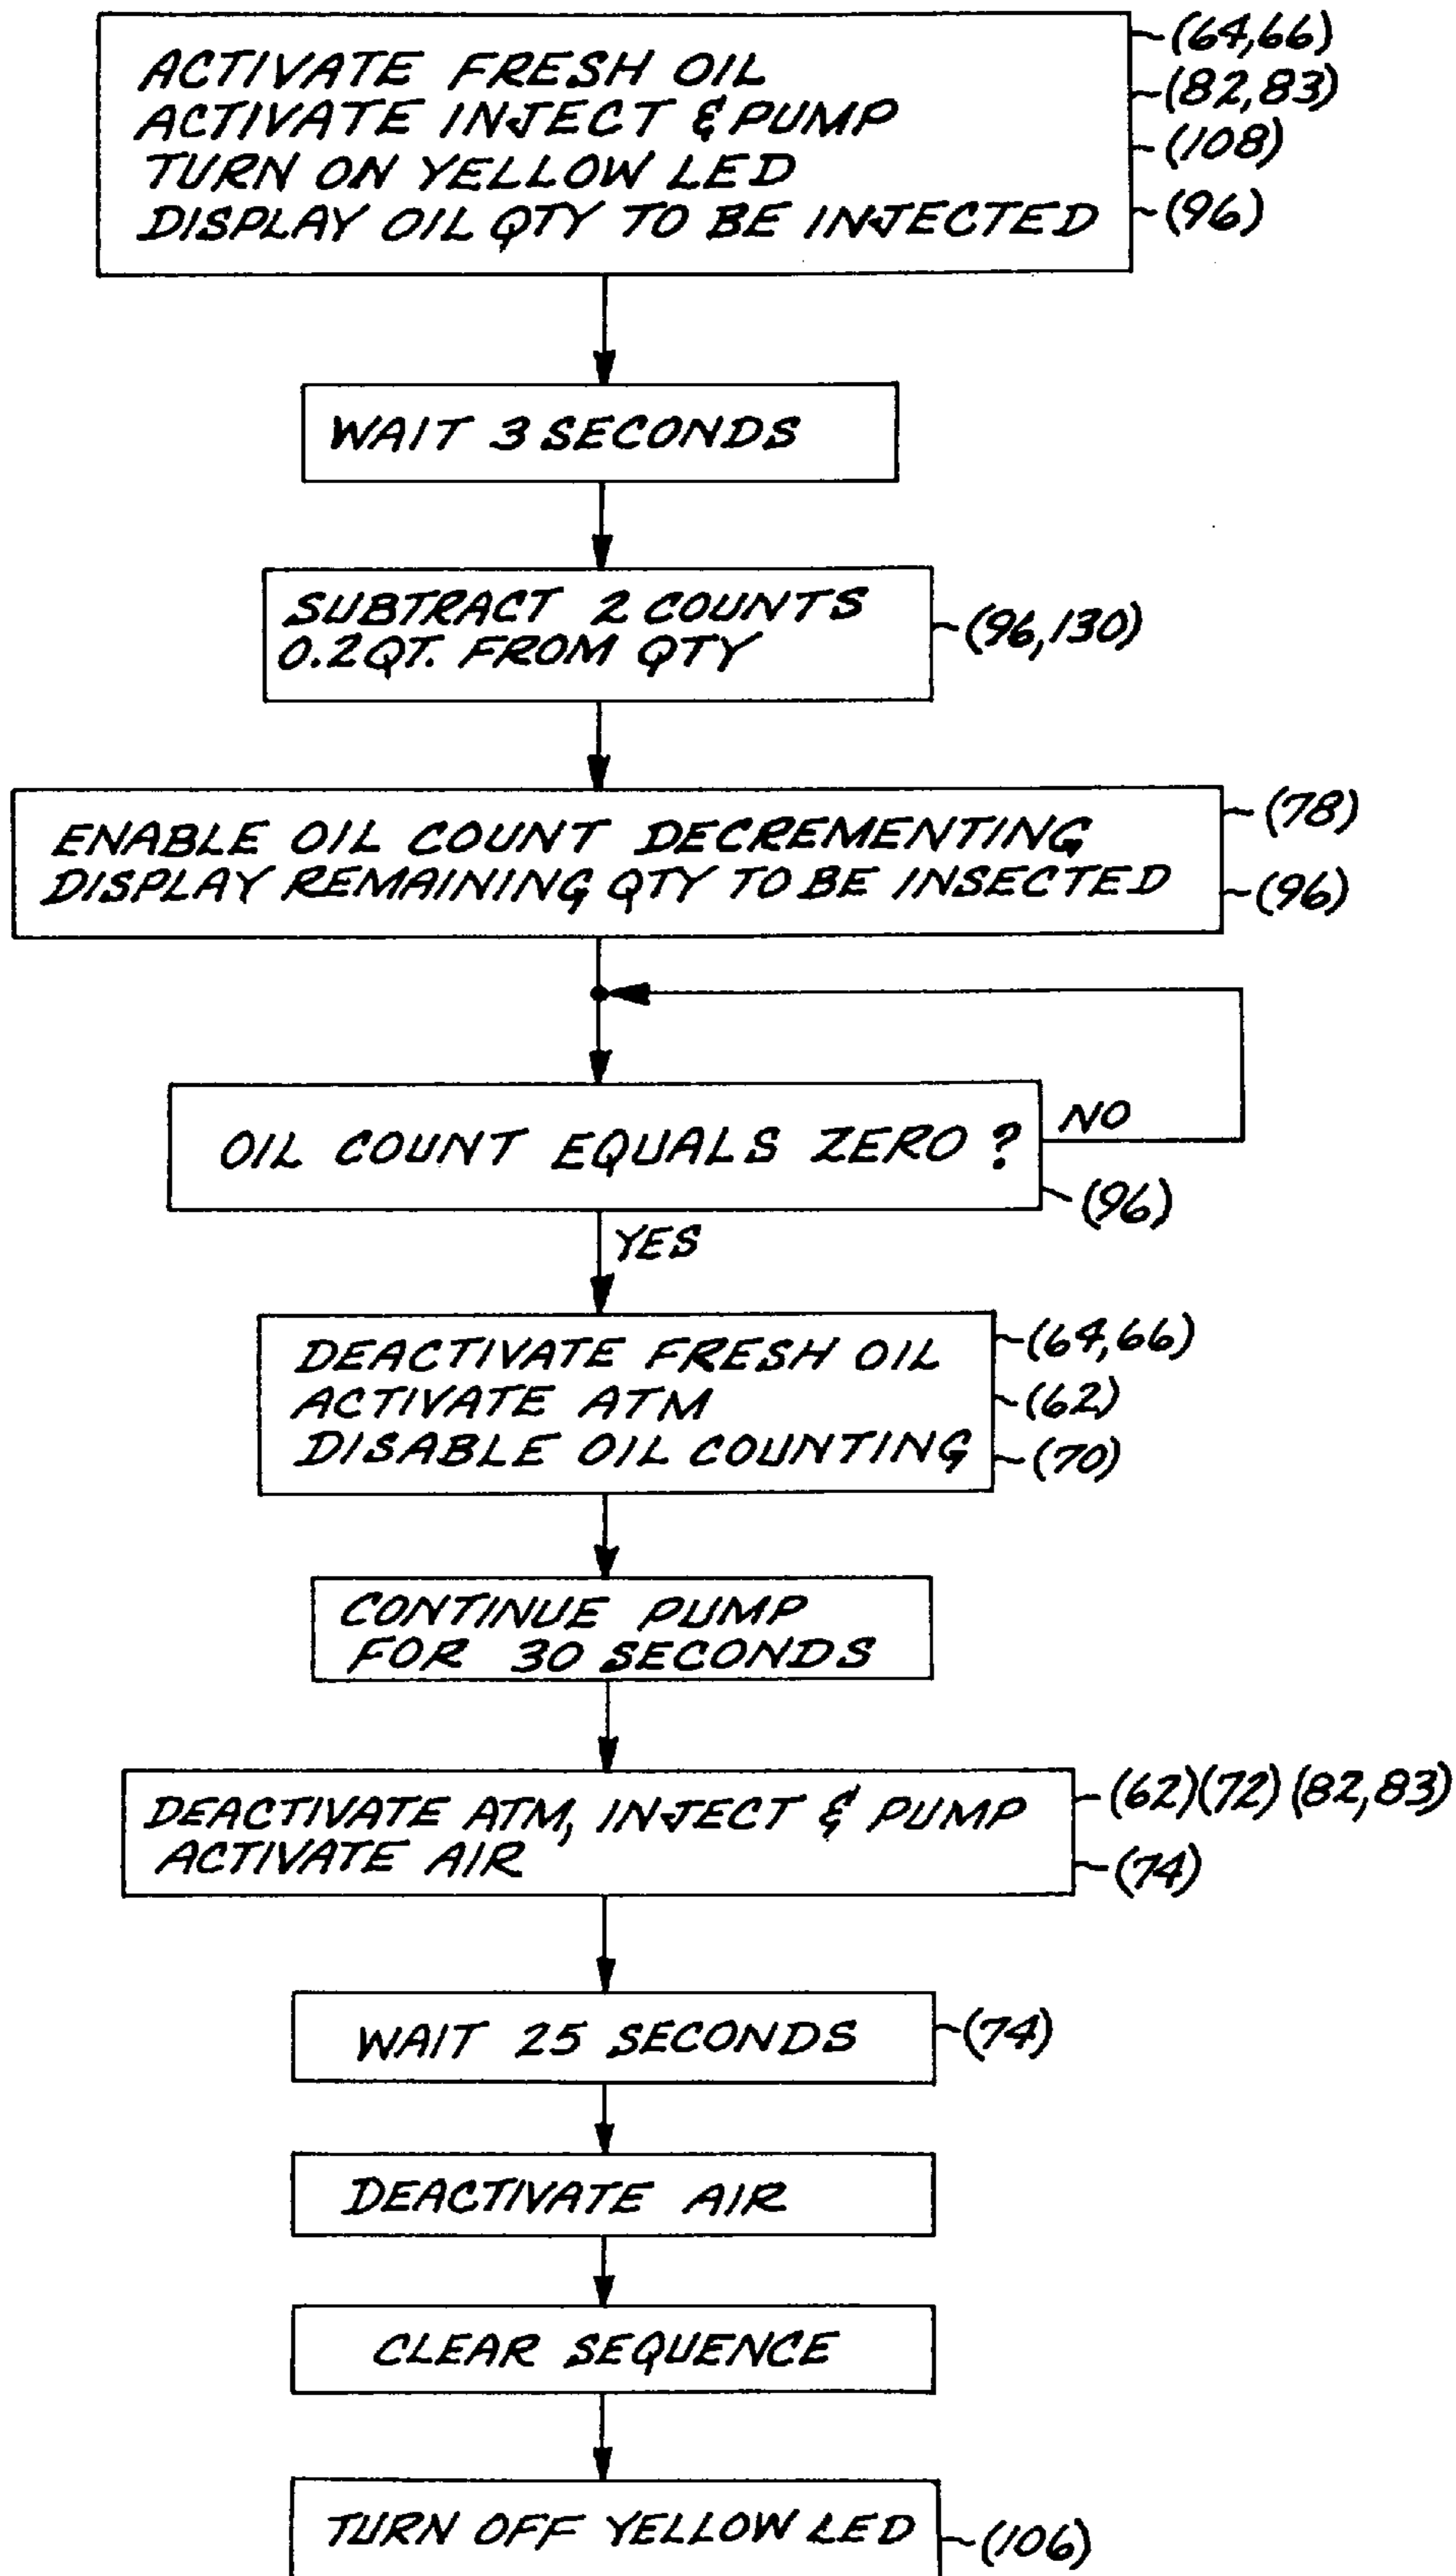 ACTIVATE FRESH OIL (64,66)
ACTIVATE INJECT & PUMP (82,83)
TURN ON YELLOW LED (108)
DISPLAY OIL QTY TO BE INJECTED (96)
WAIT 3 SECONDS
SUBTRACT 2 COUNTS
0.2QT. FROM QTY (96,130)
ENABLE OIL COUNT DECREMENTING (78)
DISPLAY REMAINING QTY TO BE INSECTED (96)
OIL COUNT EQUALS ZERO ? NO
(96)
YES
DEACTIVATE FRESH OIL (64,66)
ACTIVATE ATM (62)
DISABLE OIL COUNTING (70)
CONTINUE PUMP
FOR 30 SECONDS
DEACTIVATE ATM, INJECT & PUMP (62)(72)(82,83)
ACTIVATE AIR (74)
WAIT 25 SECONDS (74)
DEACTIVATE AIR
CLEAR SEQUENCE
TURN OFF YELLOW LED (106)